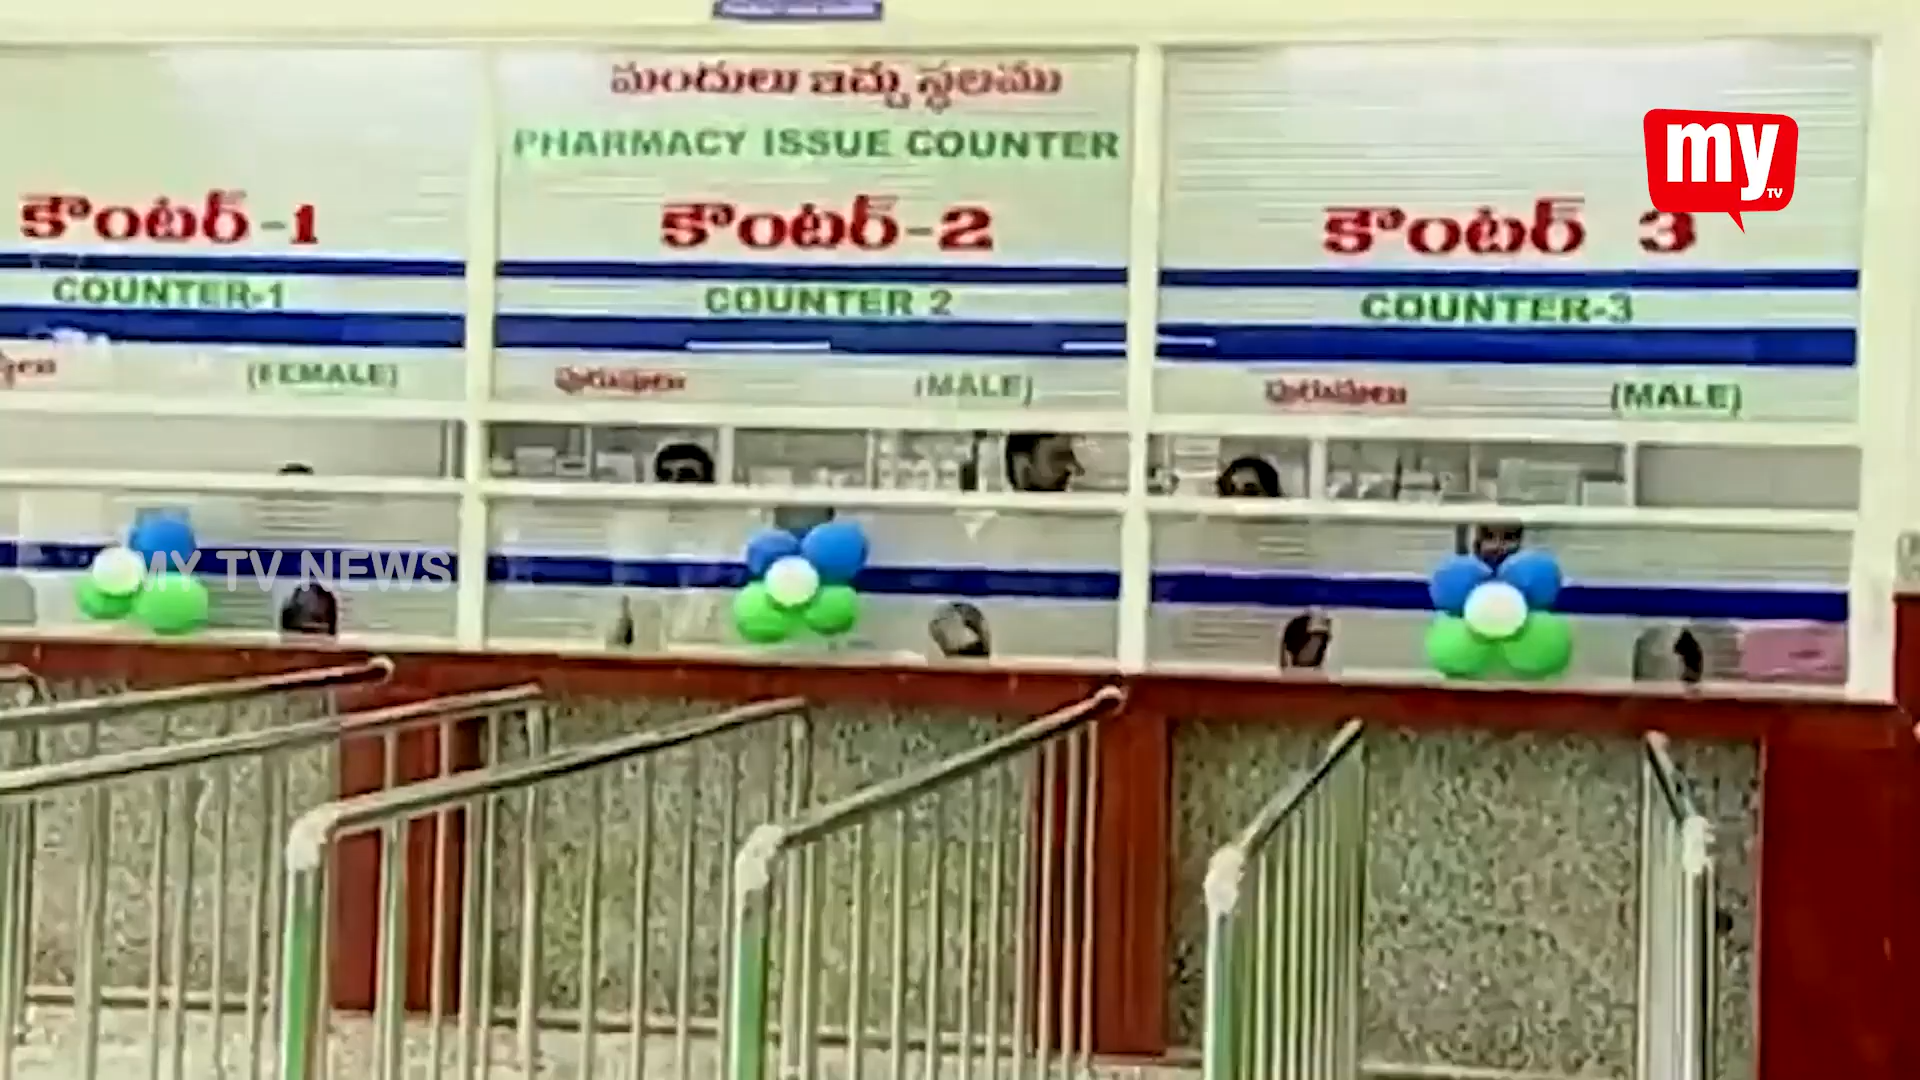 మందులు ఇచ్చు స్థలము
PHARMACY ISSUE COUNTER
కౌంటర్-1
కౌంటర్-2
కౌంటర్ 3
COUNTER-1
COUNTER 2
COUNTER-3
(FEMALE)
పురుషులు (MALE)
పురుషులు (MALE)
my TV
MY TV NEWS